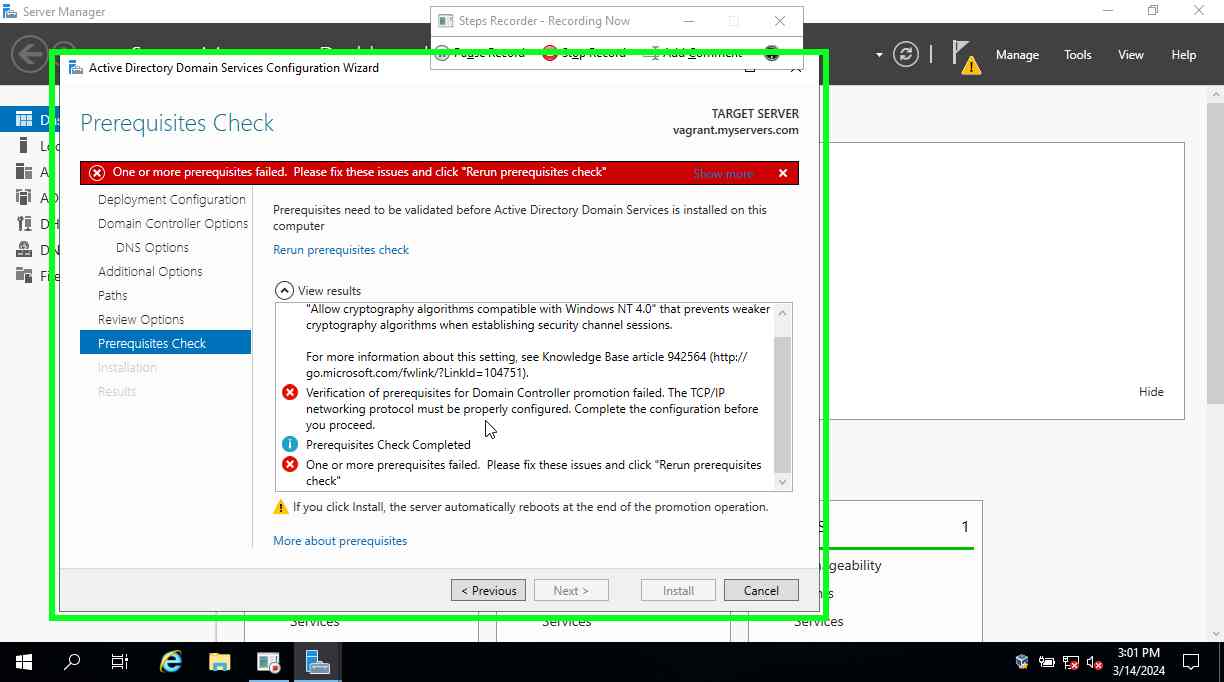 Server Manager
Steps Recorder - Recording Now
Pause Record
Stop Record
Add Comment
Manage
Tools
View
Help
Active Directory Domain Services Configuration Wizard
Prerequisites Check
TARGET SERVER
vagrant.myservers.com
One or more prerequisites failed.  Please fix these issues and click "Rerun prerequisites check"
Show more
Deployment Configuration
Domain Controller Options
DNS Options
Additional Options
Paths
Review Options
Prerequisites Check
Installation
Results
Prerequisites need to be validated before Active Directory Domain Services is installed on this
computer
Rerun prerequisites check
View results
"Allow cryptography algorithms compatible with Windows NT 4.0" that prevents weaker
cryptography algorithms when establishing security channel sessions.
For more information about this setting, see Knowledge Base article 942564 (http://
go.microsoft.com/fwlink/?LinkId=104751).
Verification of prerequisites for Domain Controller promotion failed. The TCP/IP
networking protocol must be properly configured. Complete the configuration before
you proceed.
Prerequisites Check Completed
One or more prerequisites failed.  Please fix these issues and click "Rerun prerequisites
check"
If you click Install, the server automatically reboots at the end of the promotion operation.
More about prerequisites
< Previous
Next >
Install
Cancel
Hide
1
geability
Services
Services
Services
3:01 PM
3/14/2024